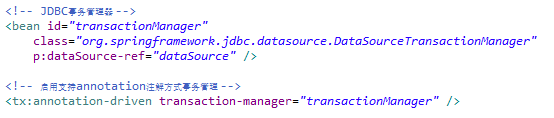 <!-- JDBC事务管理器 -->
<bean id="transactionManager"
class="org.springframework.jdbc.datasource.DataSourceTransactionManager"
p:dataSource-ref="dataSource" />
<!-- 启用支持annotation注解方式事务管理 -->
<tx:annotation-driven transaction-manager="transactionManager" />